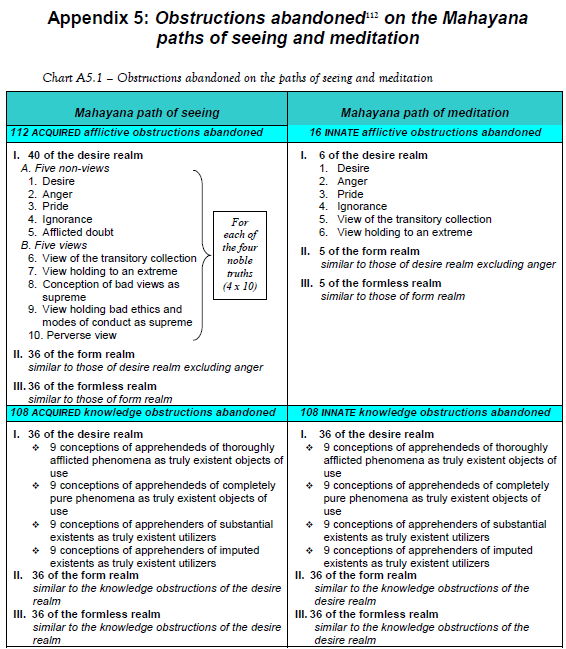 Appendix 5: Obstructions abandoned¹¹² on the Mahayana
paths of seeing and meditation
Chart A5.1 – Obstructions abandoned on the paths of seeing and meditation
Mahayana path of seeing
112 ACQUIRED afflictive obstructions abandoned
I. 40 of the desire realm
A. Five non-views
1. Desire
2. Anger
3. Pride
4. Ignorance
5. Afflicted doubt
B. Five views
6. View of the transitory collection
7. View holding to an extreme
8. Conception of bad views as
supreme
9. View holding bad ethics and
modes of conduct as supreme
10. Perverse view
For
each of
the four
noble
truths
(4 x 10)
II. 36 of the form realm
similar to those of desire realm excluding anger
III. 36 of the formless realm
similar to those of form realm
Mahayana path of meditation
16 INNATE afflictive obstructions abandoned
I. 6 of the desire realm
1. Desire
2. Anger
3. Pride
4. Ignorance
5. View of the transitory collection
6. View holding to an extreme
II. 5 of the form realm
similar to those of desire realm excluding anger
III. 5 of the formless realm
similar to those of form realm
108 ACQUIRED knowledge obstructions abandoned
I. 36 of the desire realm
❖ 9 conceptions of apprehendeds of thoroughly
afflicted phenomena as truly existent objects of
use
❖ 9 conceptions of apprehendeds of completely
pure phenomena as truly existent objects of
use
❖ 9 conceptions of apprehenders of substantial
existents as truly existent utilizers
❖ 9 conceptions of apprehenders of imputed
existents as truly existent utilizers
II. 36 of the form realm
similar to the knowledge obstructions of the desire
realm
III. 36 of the formless realm
similar to the knowledge obstructions of the desire
realm
108 INNATE knowledge obstructions abandoned
I. 36 of the desire realm
❖ 9 conceptions of apprehendeds of thoroughly
afflicted phenomena as truly existent objects of
use
❖ 9 conceptions of apprehendeds of completely
pure phenomena as truly existent objects of
use
❖ 9 conceptions of apprehenders of substantial
existents as truly existent utilizers
❖ 9 conceptions of apprehenders of imputed
existents as truly existent utilizers
II. 36 of the form realm
similar to the knowledge obstructions of the
desire realm
III. 36 of the formless realm
similar to the knowledge obstructions of the
desire realm